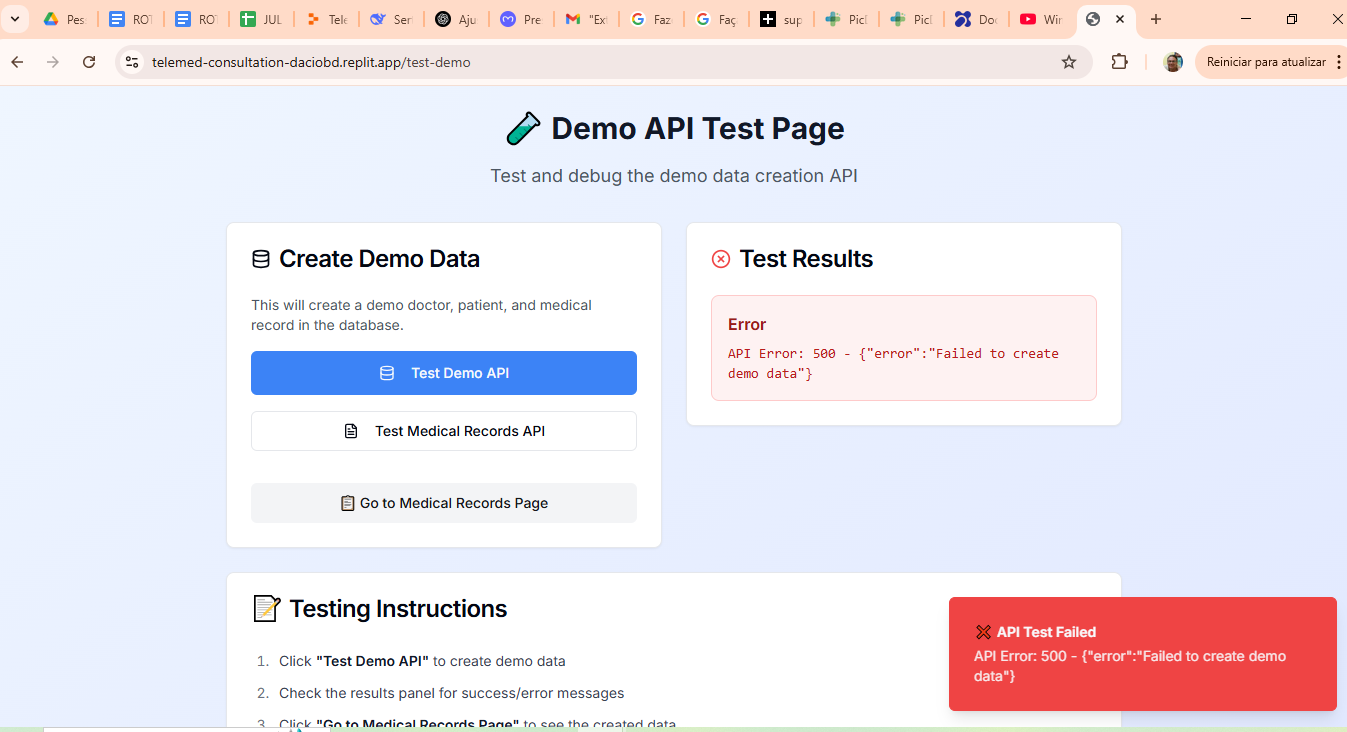 Pes
ROT
ROT
JUL
Tele
Ser
Aju
Pre
"Ext
Faz
Faç
sup
Picl
Picl
Doc
Wir
telemed-consultation-daciobd.replit.app/test-demo
Reiniciar para atualizar
Demo API Test Page
Test and debug the demo data creation API
Create Demo Data
This will create a demo doctor, patient, and medical
record in the database.
Test Demo API
Test Medical Records API
Go to Medical Records Page
Test Results
Error
API Error: 500 - {"error":"Failed to create
demo data"}
Testing Instructions
1. Click "Test Demo API" to create demo data
2. Check the results panel for success/error messages
3. Click "Go to Medical Records Page" to see the created data
API Test Failed
API Error: 500 - {"error":"Failed to create demo
data"}